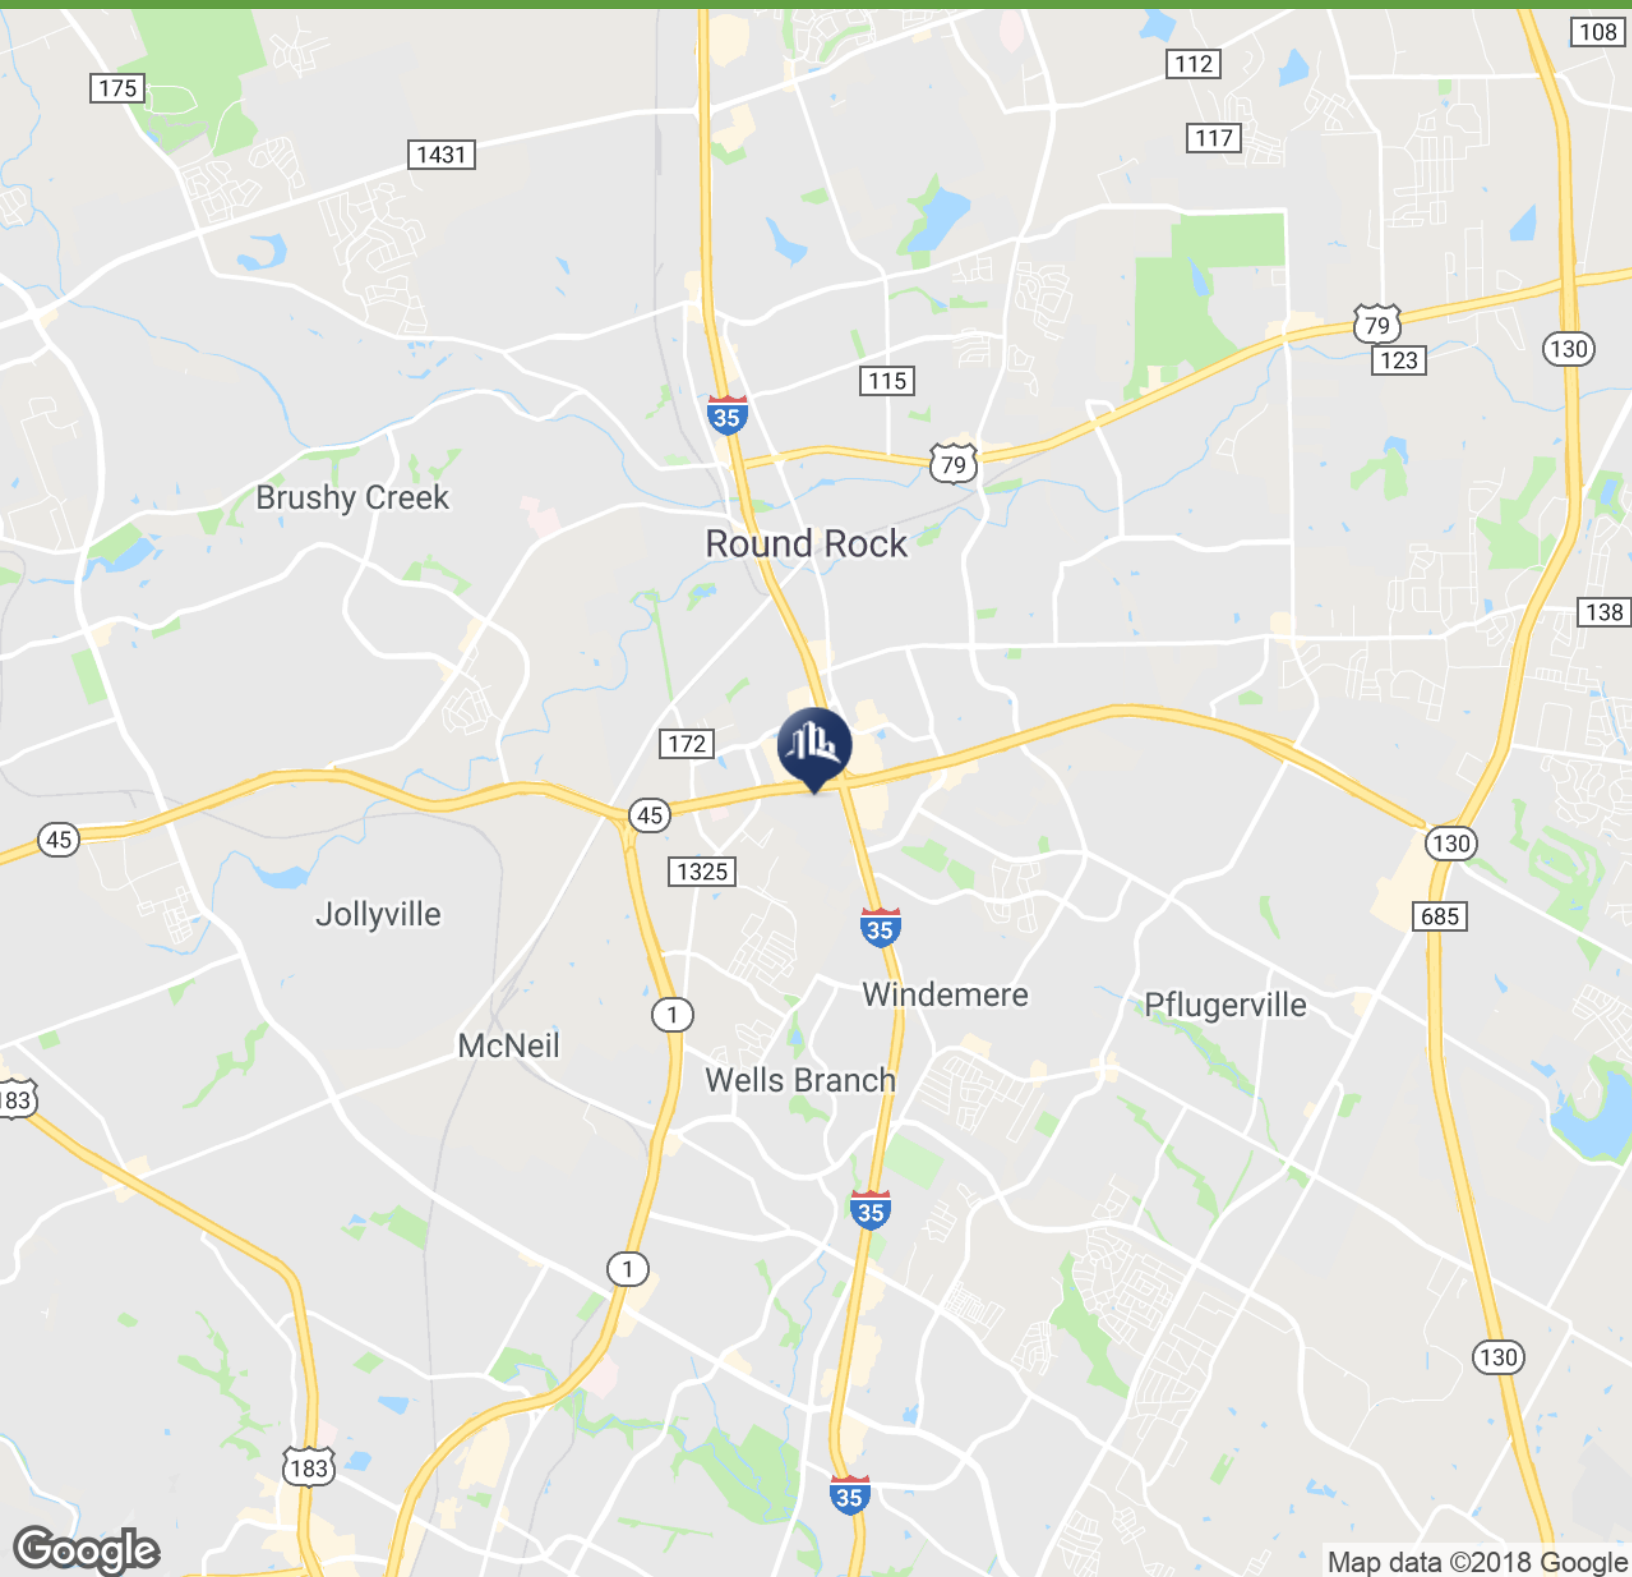 108
112
175
117
1431
79
130
123
115
35
79
Brushy Creek
Round Rock
138
172
45
45
130
1325
Jollyville
685
35
Windemere
Pflugerville
1
McNeil
Wells Branch
183
35
1
130
183
35
Google
Map data ©2018 Google